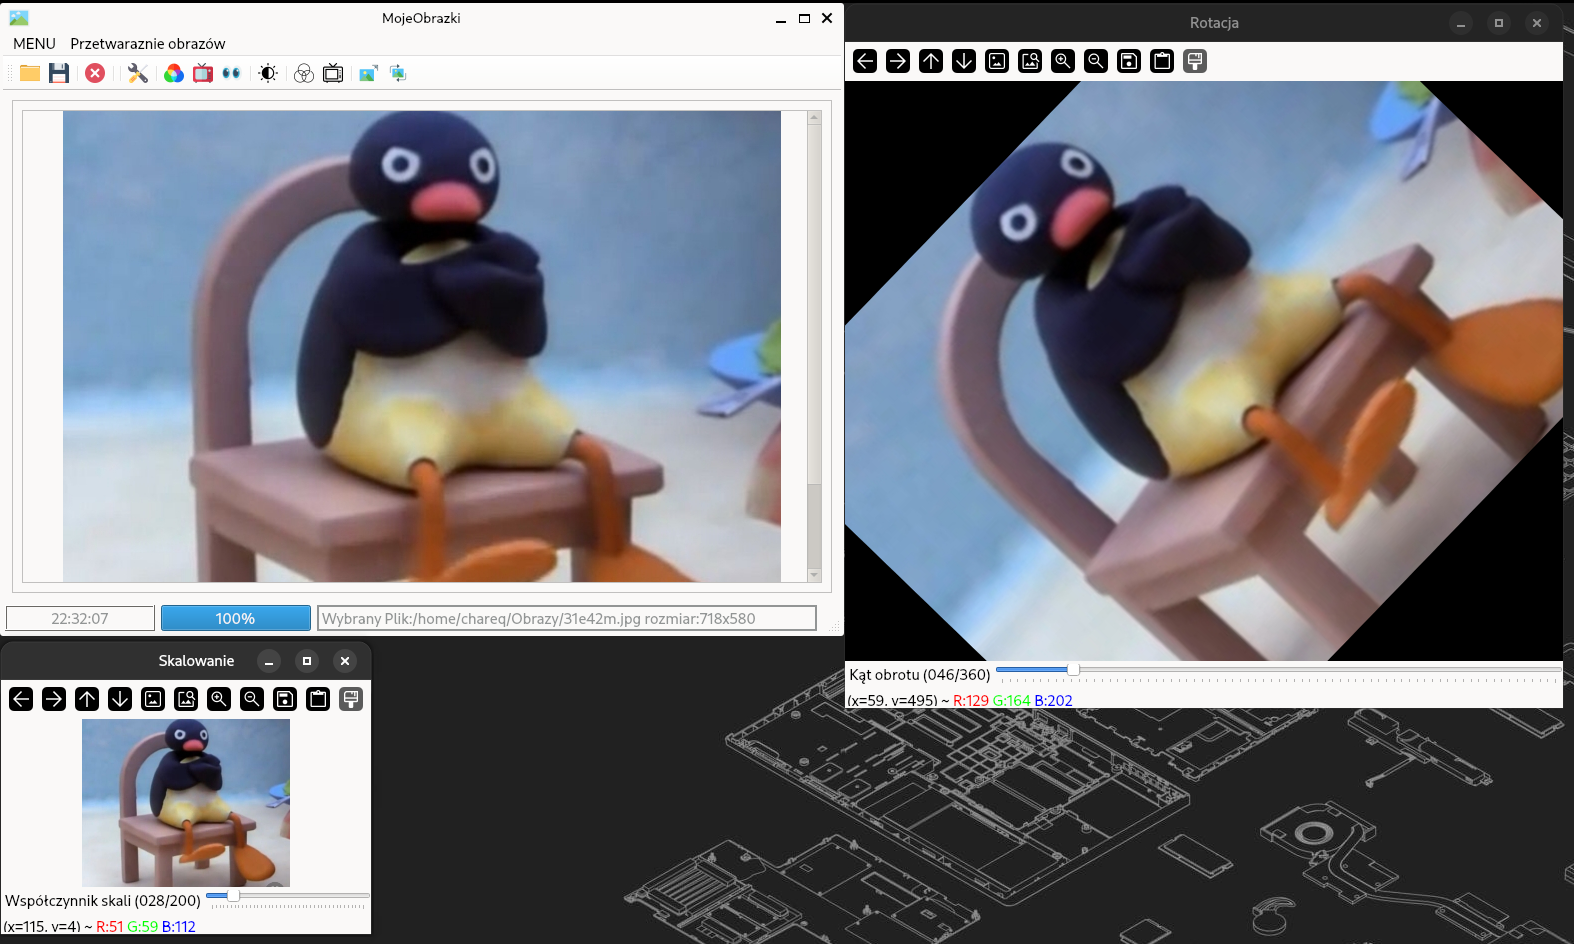 MojeObrazki
MENU Przetwaraznie obrazów
22:32:07
100%
Wybrany Plik:/home/chareq/Obrazy/31e42m.jpg rozmiar:718x580
Rotacja
Kąt obrotu (046/360)
(x=59, y=495) ~ R:129 G:164 B:202
Skalowanie
Współczynnik skali (028/200)
(x=115, y=4) ~ R:51 G:59 B:112